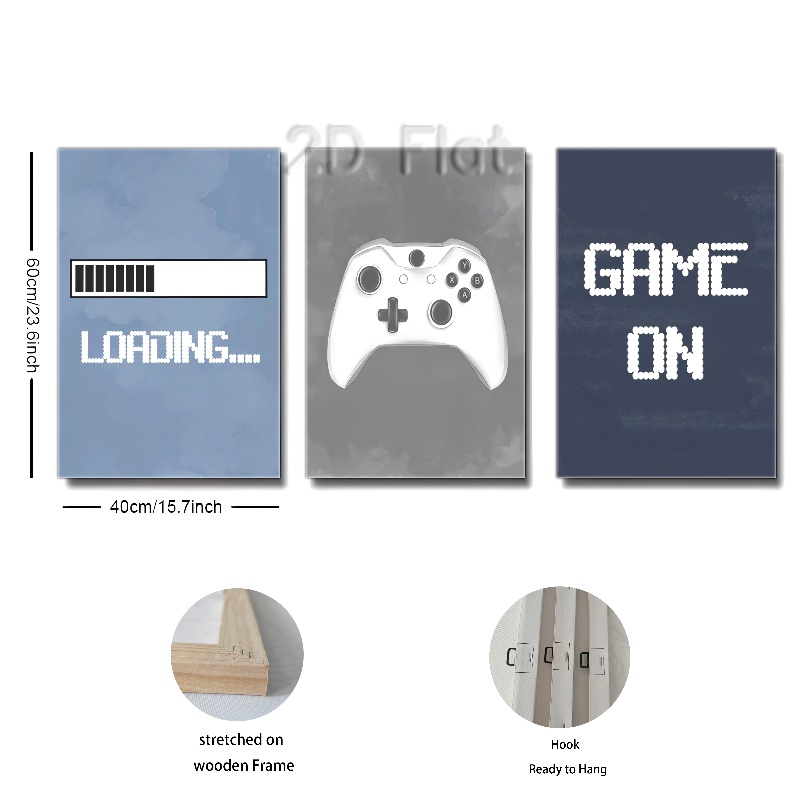 2D Flat
60cm/23.6inch
LOADING....
Y
X B
A
GAME
ON
40cm/15.7inch
stretched on
wooden Frame
Hook
Ready to Hang